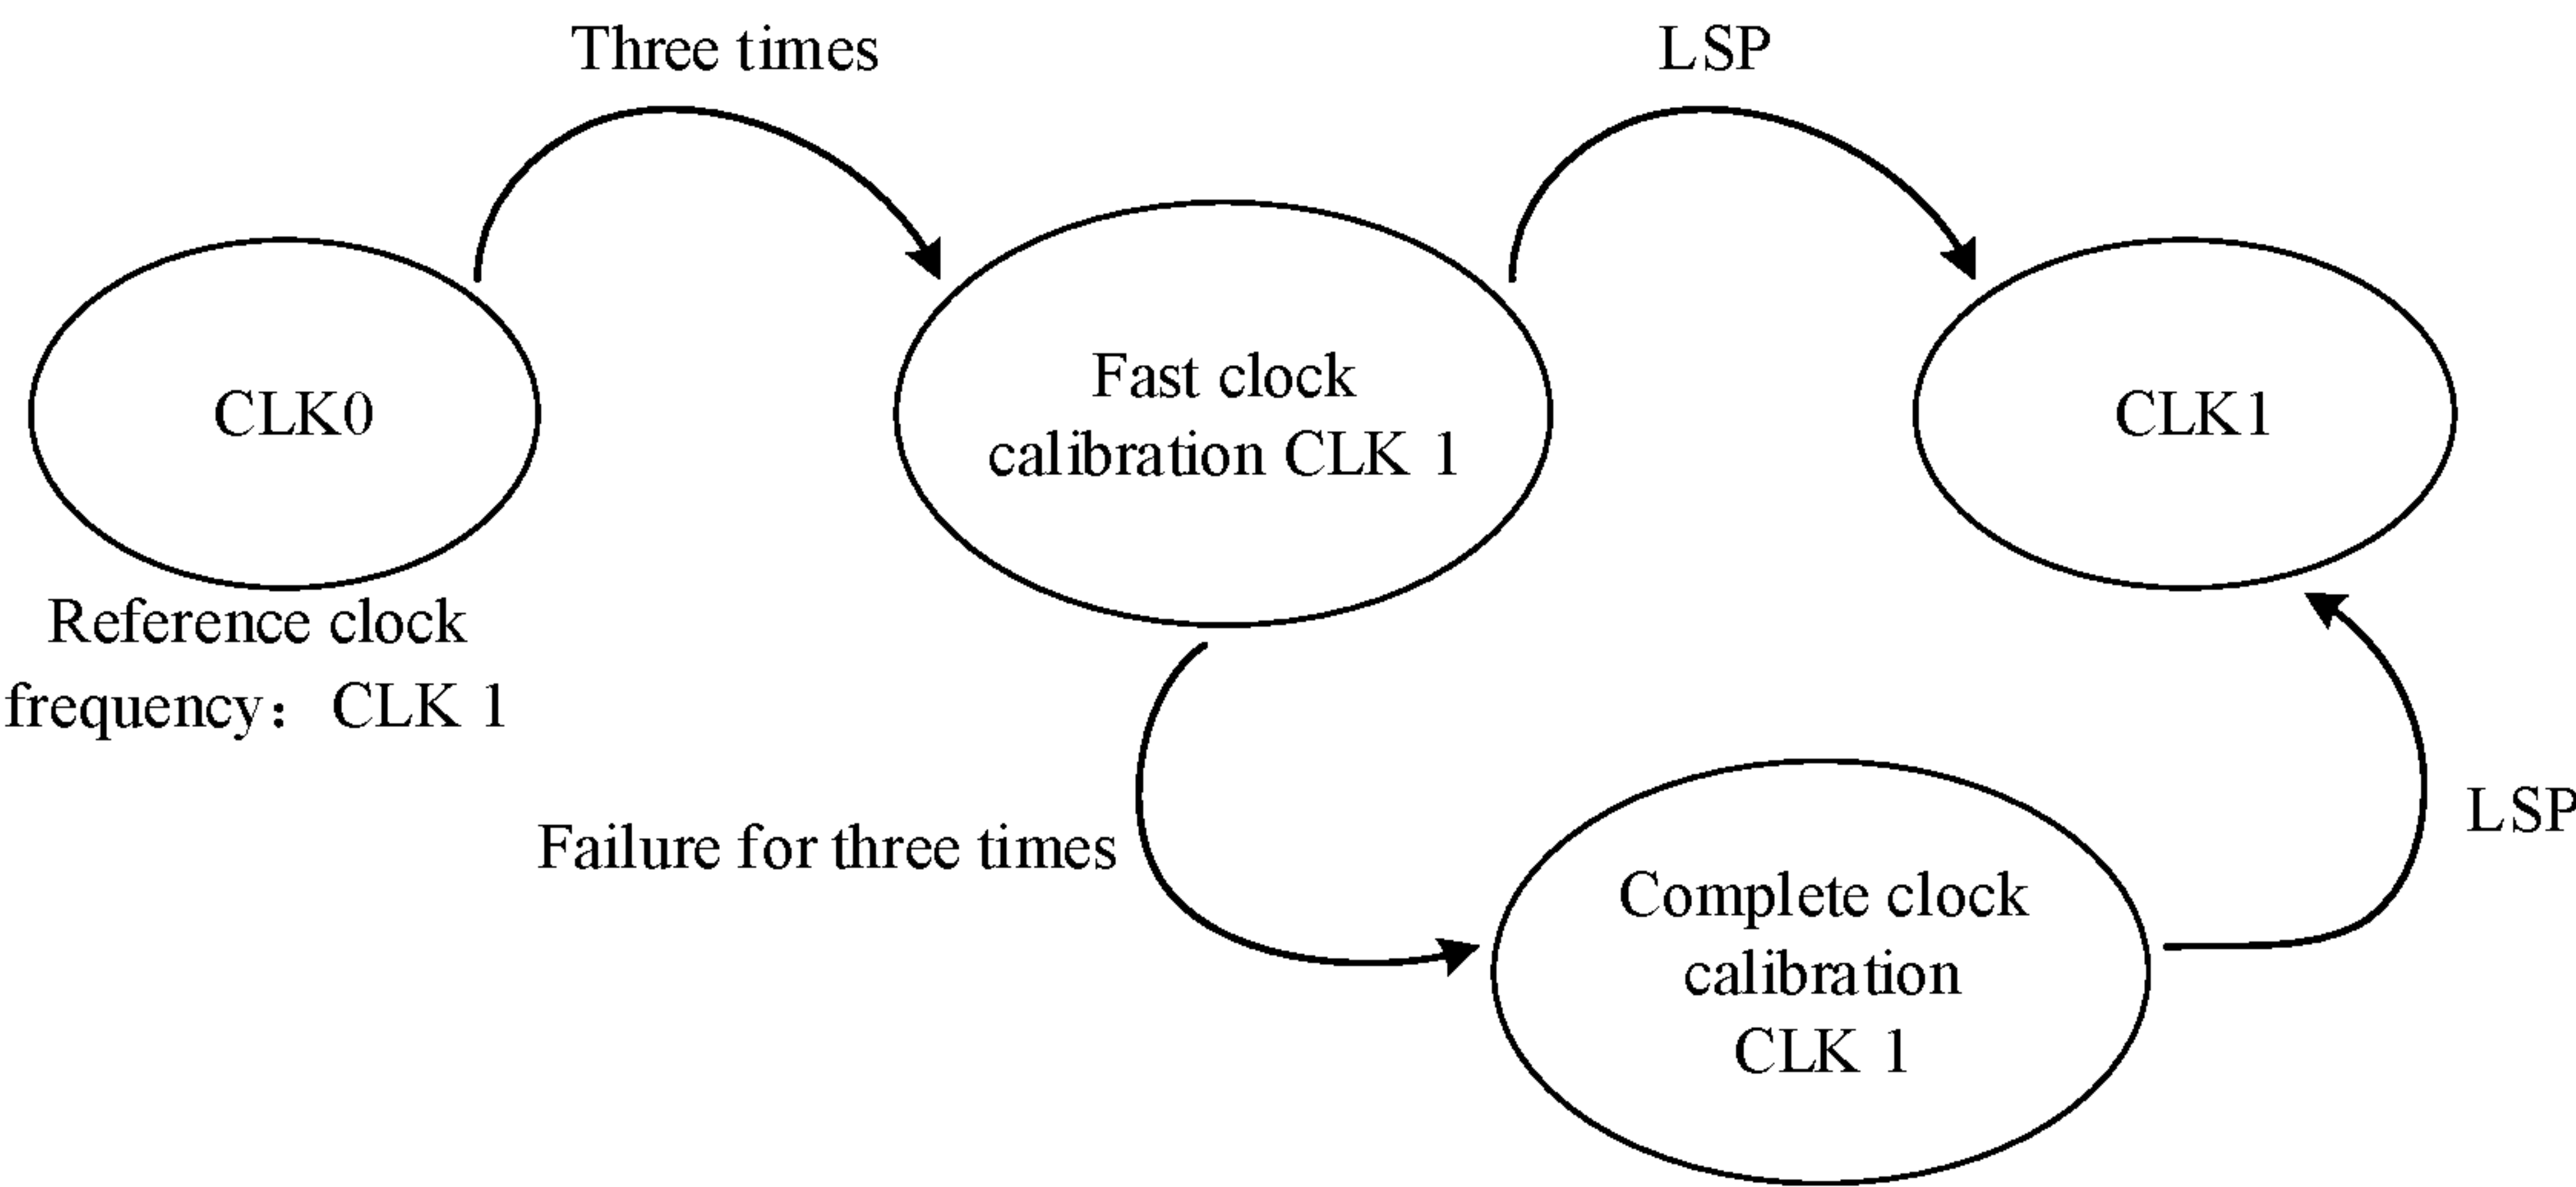 Three times
LSP
CLK0
Fast clock
calibration CLK 1
CLK1
Reference clock
frequency：CLK 1
Failure for three times
LSP
Complete clock
calibration
CLK 1